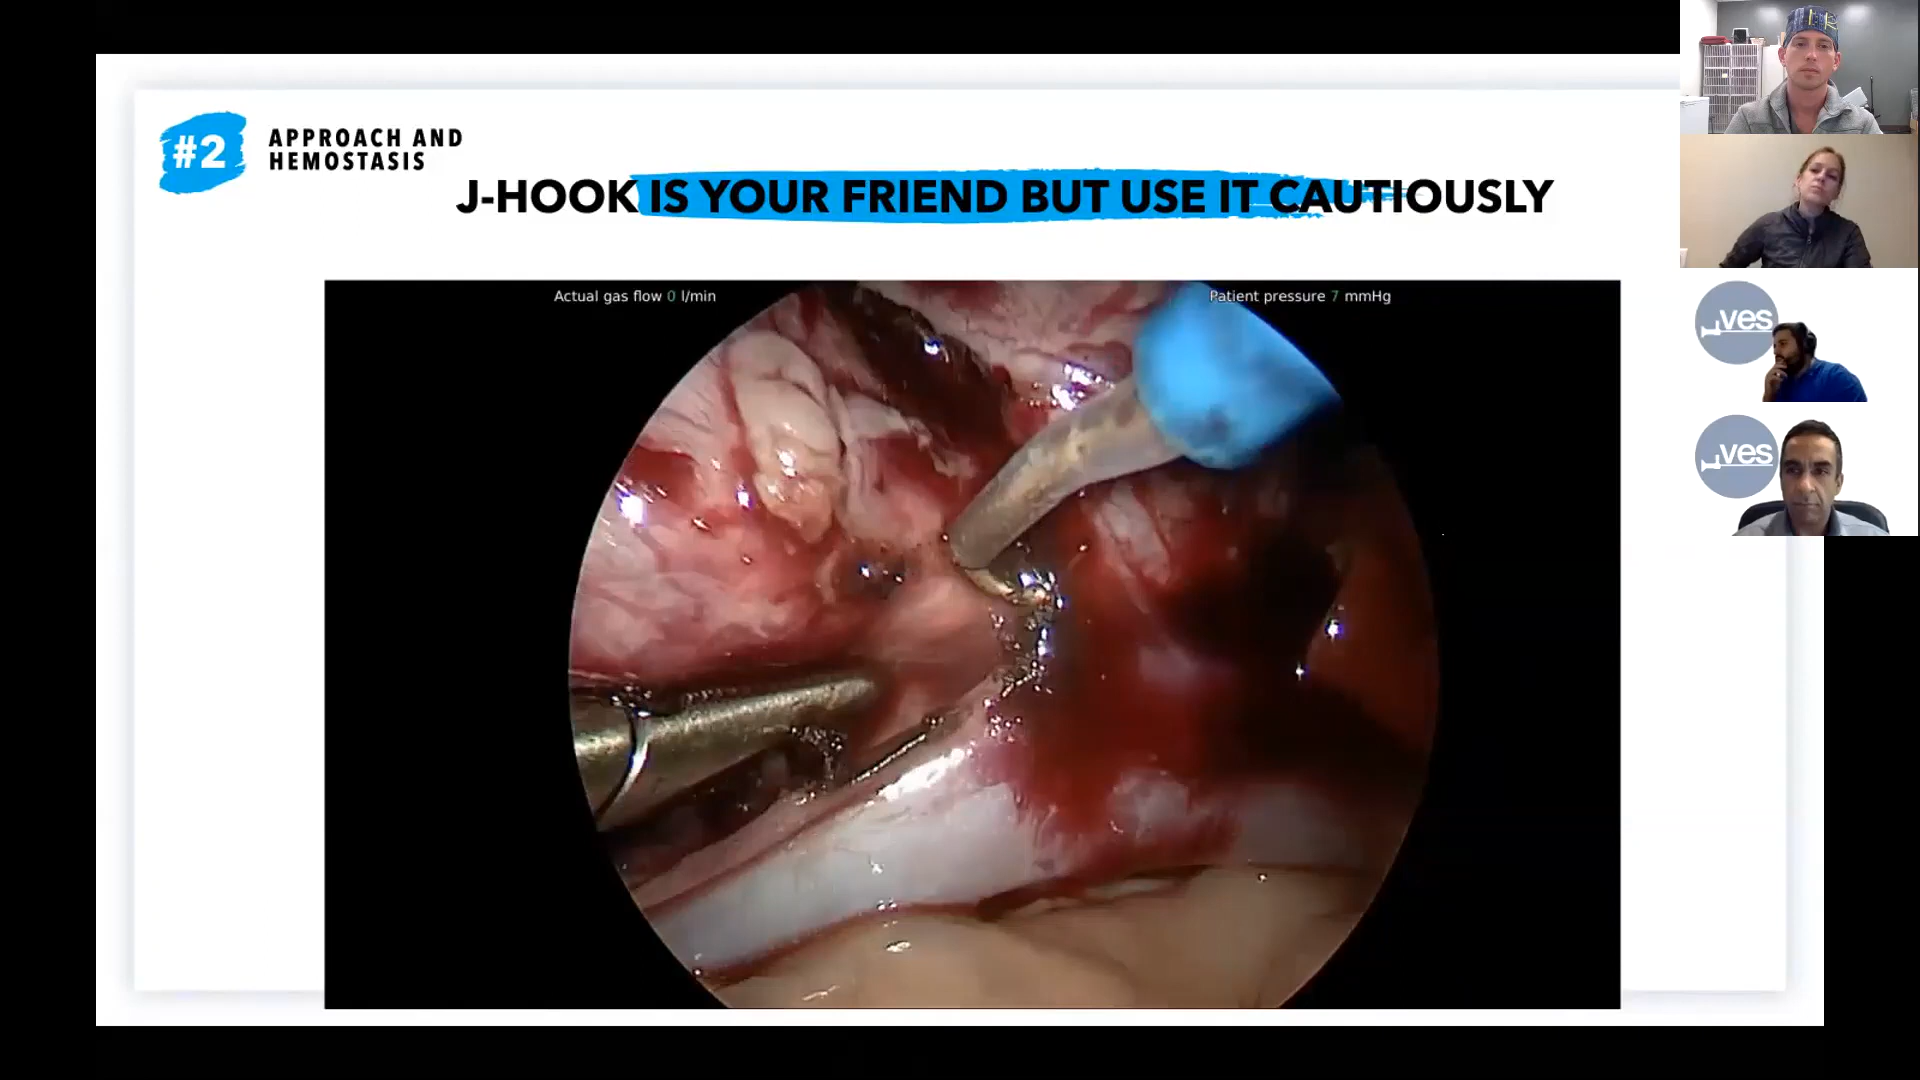 #2
APPROACH AND
HEMOSTASIS
J-HOOK IS YOUR FRIEND BUT USE IT CAUTIOUSLY
Actual gas flow 0 l/min
Patient pressure 7 mmHg
ves
ves